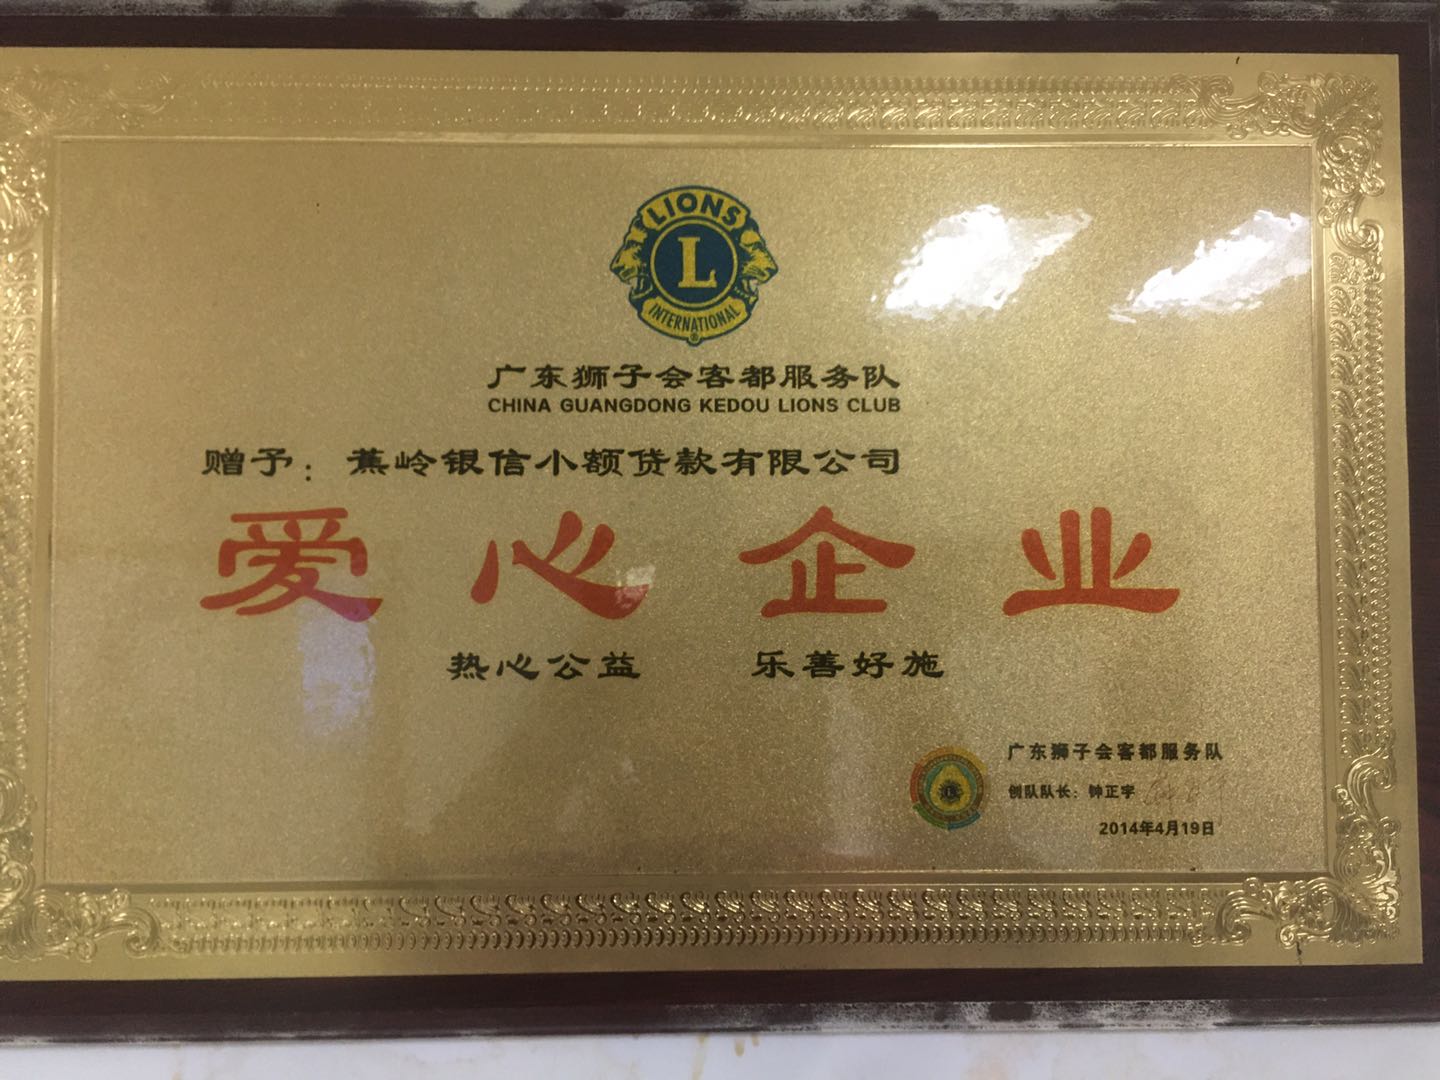 LIONS
L
INTERNATIONAL
®
广东狮子会客都服务队
CHINA GUANGDONG KEDOU LIONS CLUB
赠予：蕉岭银信小额贷款有限公司
爱心企业
热心公益 乐善好施
广东狮子会客都服务队
创队队长：钟正宇
2014年4月19日